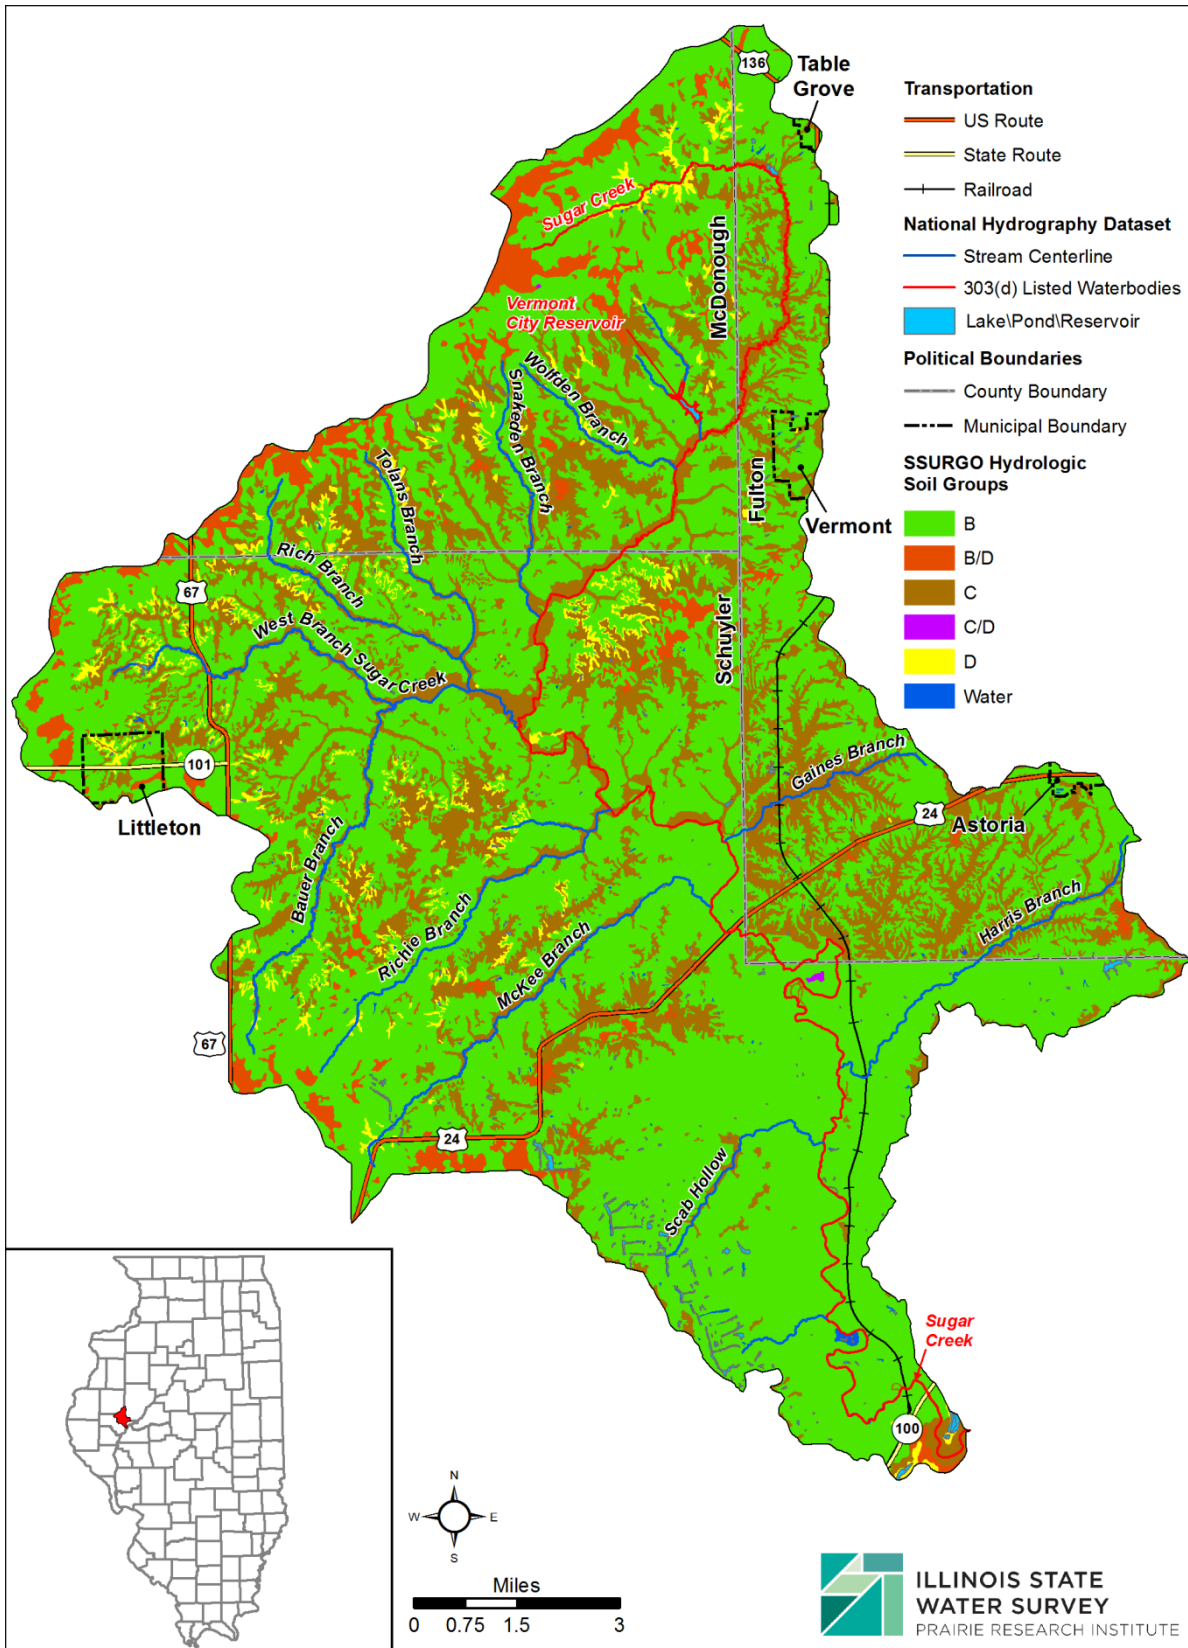 136
Table
Grove
Sugar Creek
McDonough
Vermont
City Reservoir
Wolfden Branch
Snakeden Branch
Tolans Branch
Fulton
Vermont
Rich Branch
67
West Branch Sugar Creek
Schuyler
101
Littleton
Gaines Branch
24
Astoria
Bauer Branch
Richie Branch
McKee Branch
Harris Branch
67
24
Scab Hollow
Sugar
Creek
100
Transportation
US Route
State Route
Railroad
National Hydrography Dataset
Stream Centerline
303(d) Listed Waterbodies
Lake\Pond\Reservoir
Political Boundaries
County Boundary
Municipal Boundary
SSURGO Hydrologic
Soil Groups
B
B/D
C
C/D
D
Water
N
W E
S
Miles
0 0.75 1.5 3
ILLINOIS STATE
WATER SURVEY
PRAIRIE RESEARCH INSTITUTE